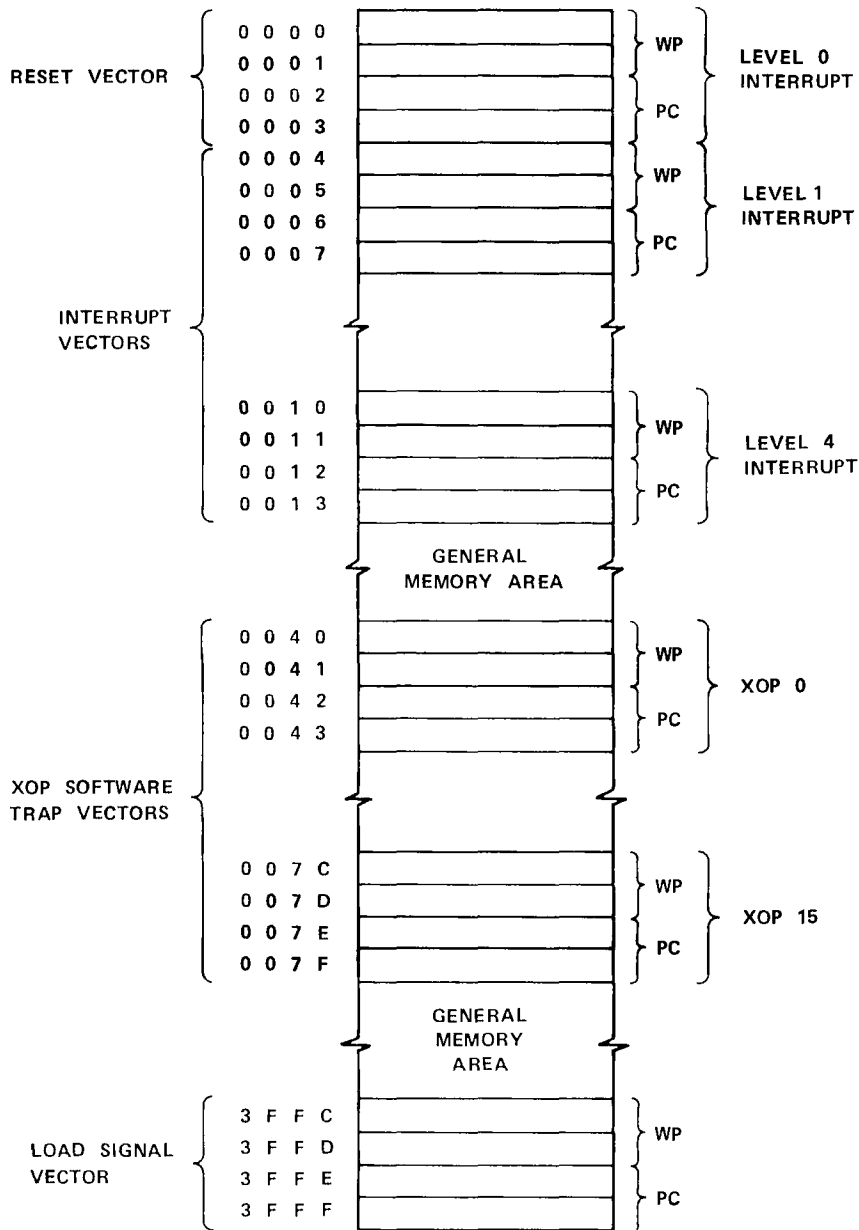 0 0 0 0
WP
LEVEL 0
INTERRUPT
RESET VECTOR
0 0 0 1
0 0 0 2
PC
0 0 0 3
0 0 0 4
WP
LEVEL 1
INTERRUPT
0 0 0 5
0 0 0 6
PC
0 0 0 7
INTERRUPT
VECTORS
0 0 1 0
WP
LEVEL 4
INTERRUPT
0 0 1 1
0 0 1 2
PC
0 0 1 3
GENERAL
MEMORY AREA
0 0 4 0
WP
0 0 4 1
XOP 0
0 0 4 2
PC
0 0 4 3
XOP SOFTWARE
TRAP VECTORS
0 0 7 C
WP
0 0 7 D
XOP 15
0 0 7 E
PC
0 0 7 F
GENERAL
MEMORY
AREA
3 F F C
WP
3 F F D
LOAD SIGNAL
VECTOR
3 F F E
PC
3 F F F